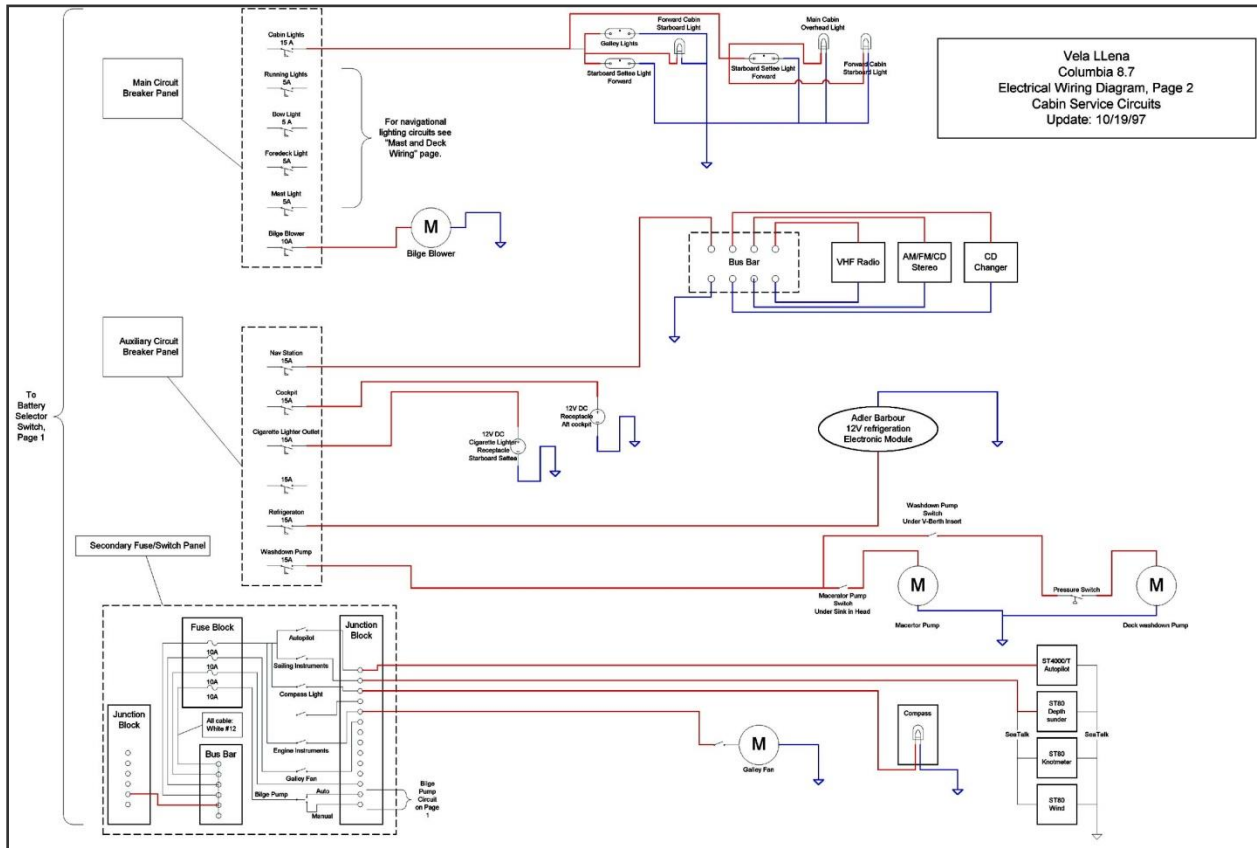 Vela LLena
Columbia 8.7
Electrical Wiring Diagram, Page 2
Cabin Service Circuits
Update: 10/19/97
To
Battery
Selector
Switch,
Page 1
Main Circuit
Breaker Panel
Cabin Lights
15 A
Running Lights
5A
Bow Light
5 A
Foredeck Light
5A
Mast Light
5A
Bilge Blower
10A
For navigational
lighting circuits see
"Mast and Deck
Wiring" page.
Galley Lights
Forward Cabin
Starboard Light
Starboard Settee Light
Forward
Main Cabin
Overhead Light
Starboard Settee Light
Forward
Forward Cabin
Starboard Light
M
Bilge Blower
Bus Bar
VHF Radio
AM/FM/CD
Stereo
CD
Changer
Auxiliary Circuit
Breaker Panel
Nav Station
15A
Cockpit
15A
Cigarette Lighter Outlet
15A
15A
Refrigeraton
15A
Washdown Pump
15A
12V DC
Receptacle
Aft cockpit
12V DC
Cigarette Lighter
Receptacle
Starboard Settee
Adler Barbour
12V refrigeration
Electronic Module
Washdown Pump
Switch
Under V-Berth Insert
Macerator Pump
Switch
Under Sink in Head
M
Macertor Pump
Pressure Switch
M
Deck washdown Pump
Secondary Fuse/Switch Panel
Fuse Block
10A
10A
10A
10A
Junction
Block
All cable:
White #12
Bus Bar
Autopilot
Sailing Instruments
Compass Light
Engine Instruments
Galley Fan
Bilge Pump
Auto
Manual
Junction
Block
Bilge
Pump
Circuit
on Page
1
M
Galley Fan
Compass
ST4000/T
Autopilot
ST80
Depth
sunder
ST80
Knotmeter
ST80
Wind
SeaTalk
SeaTalk